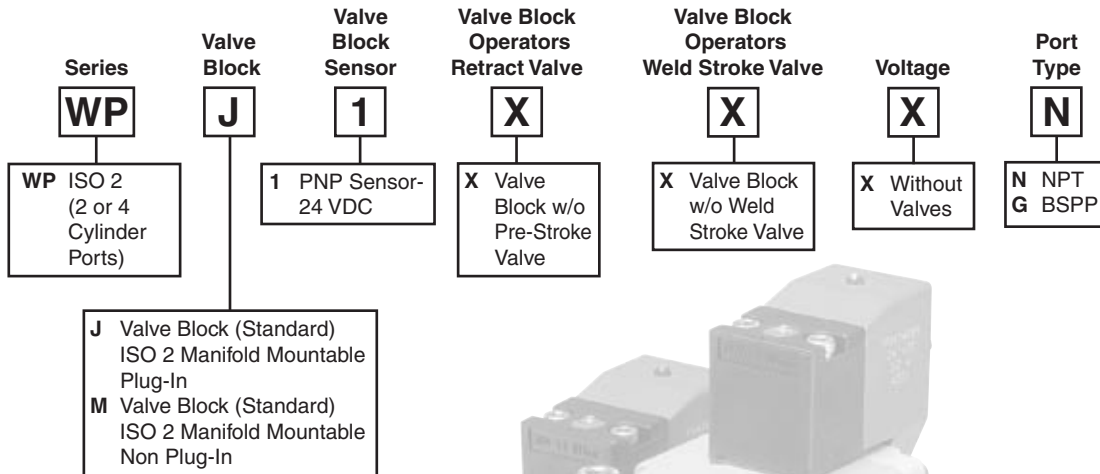 Series
WP
WP ISO 2
(2 or 4
Cylinder
Ports)
Valve
Block
J
J Valve Block (Standard)
ISO 2 Manifold Mountable
Plug-In
M Valve Block (Standard)
ISO 2 Manifold Mountable
Non Plug-In
Valve
Block
Sensor
1
1 PNP Sensor-
24 VDC
Valve Block
Operators
Retract Valve
X
X Valve
Block w/o
Pre-Stroke
Valve
Valve Block
Operators
Weld Stroke Valve
X
X Valve Block
w/o Weld
Stroke Valve
Voltage
X
X Without
Valves
Port
Type
N
N NPT
G BSPP